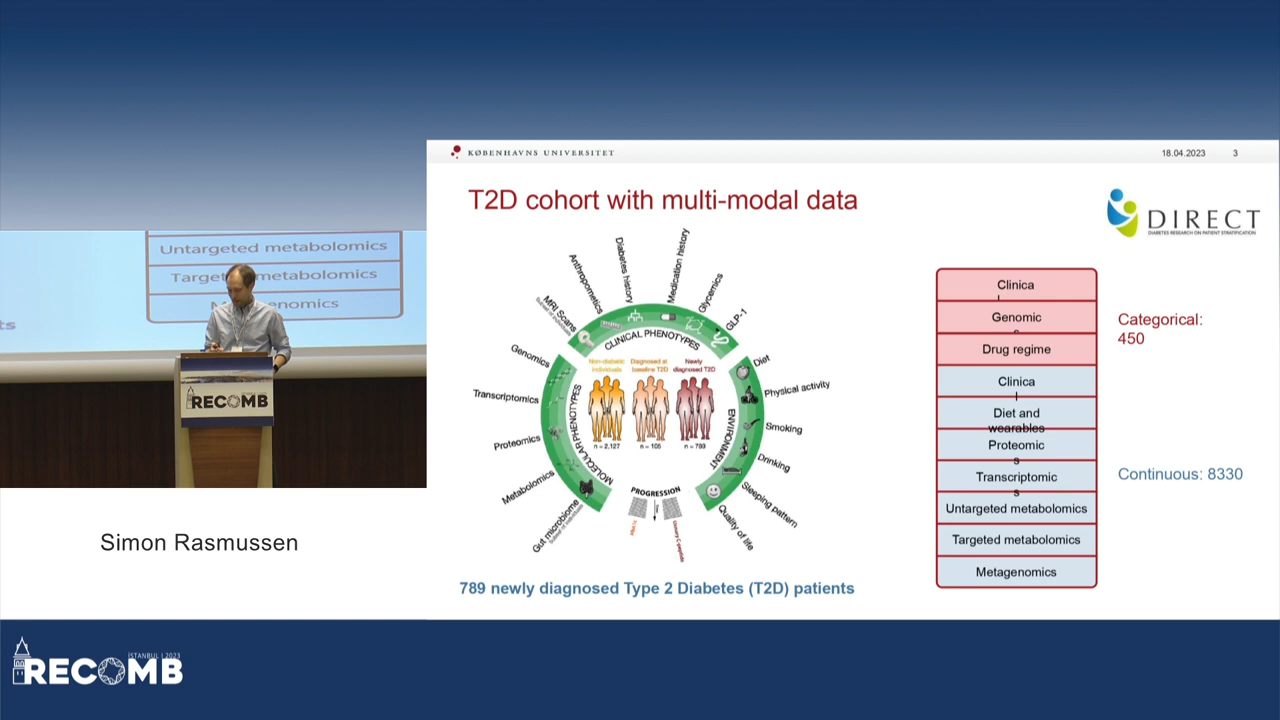 KØBENHAVNS UNIVERSITET
18.04.2023 3
T2D cohort with multi-modal data
DIRECT
DIABETES RESEARCH ON PATIENT STRATIFICATION
Untargeted metabolomics
metabolomics
Simon Rasmussen
RECOMB
Diabetes history
Medication history
Anthropometics
Glycemics
MRI Scans
GLP-1
CLINICAL PHENOTYPES
Genomics
Transcriptomics
Proteomics
Metabolomics
Gut microbiome
MOLECULAR PHENOTYPES
Non-diabetic
individuals
Diagnosed at
baseline T2D
Newly
diagnosed T2D
n = 2,127
n = 105
n = 789
Diet
Physical activity
Smoking
Drinking
Sleeping pattern
Quality of life
ENVIRONMENT
PROGRESSION
789 newly diagnosed Type 2 Diabetes (T2D) patients
Clinica
l
Genomic
s
Drug regime
Clinica
l
Diet and
wearables
Proteomic
s
Transcriptomic
s
Untargeted metabolomics
Targeted metabolomics
Metagenomics
Categorical:
450
Continuous: 8330
İSTANBUL | 2023
RECOMB